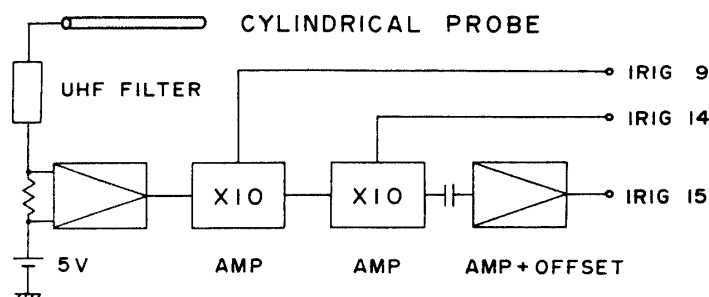 CYLINDRICAL PROBE
UHF FILTER
IRIG 9
IRIG 14
X10
X10
IRIG 15
5V
AMP
AMP
AMP + OFFSET